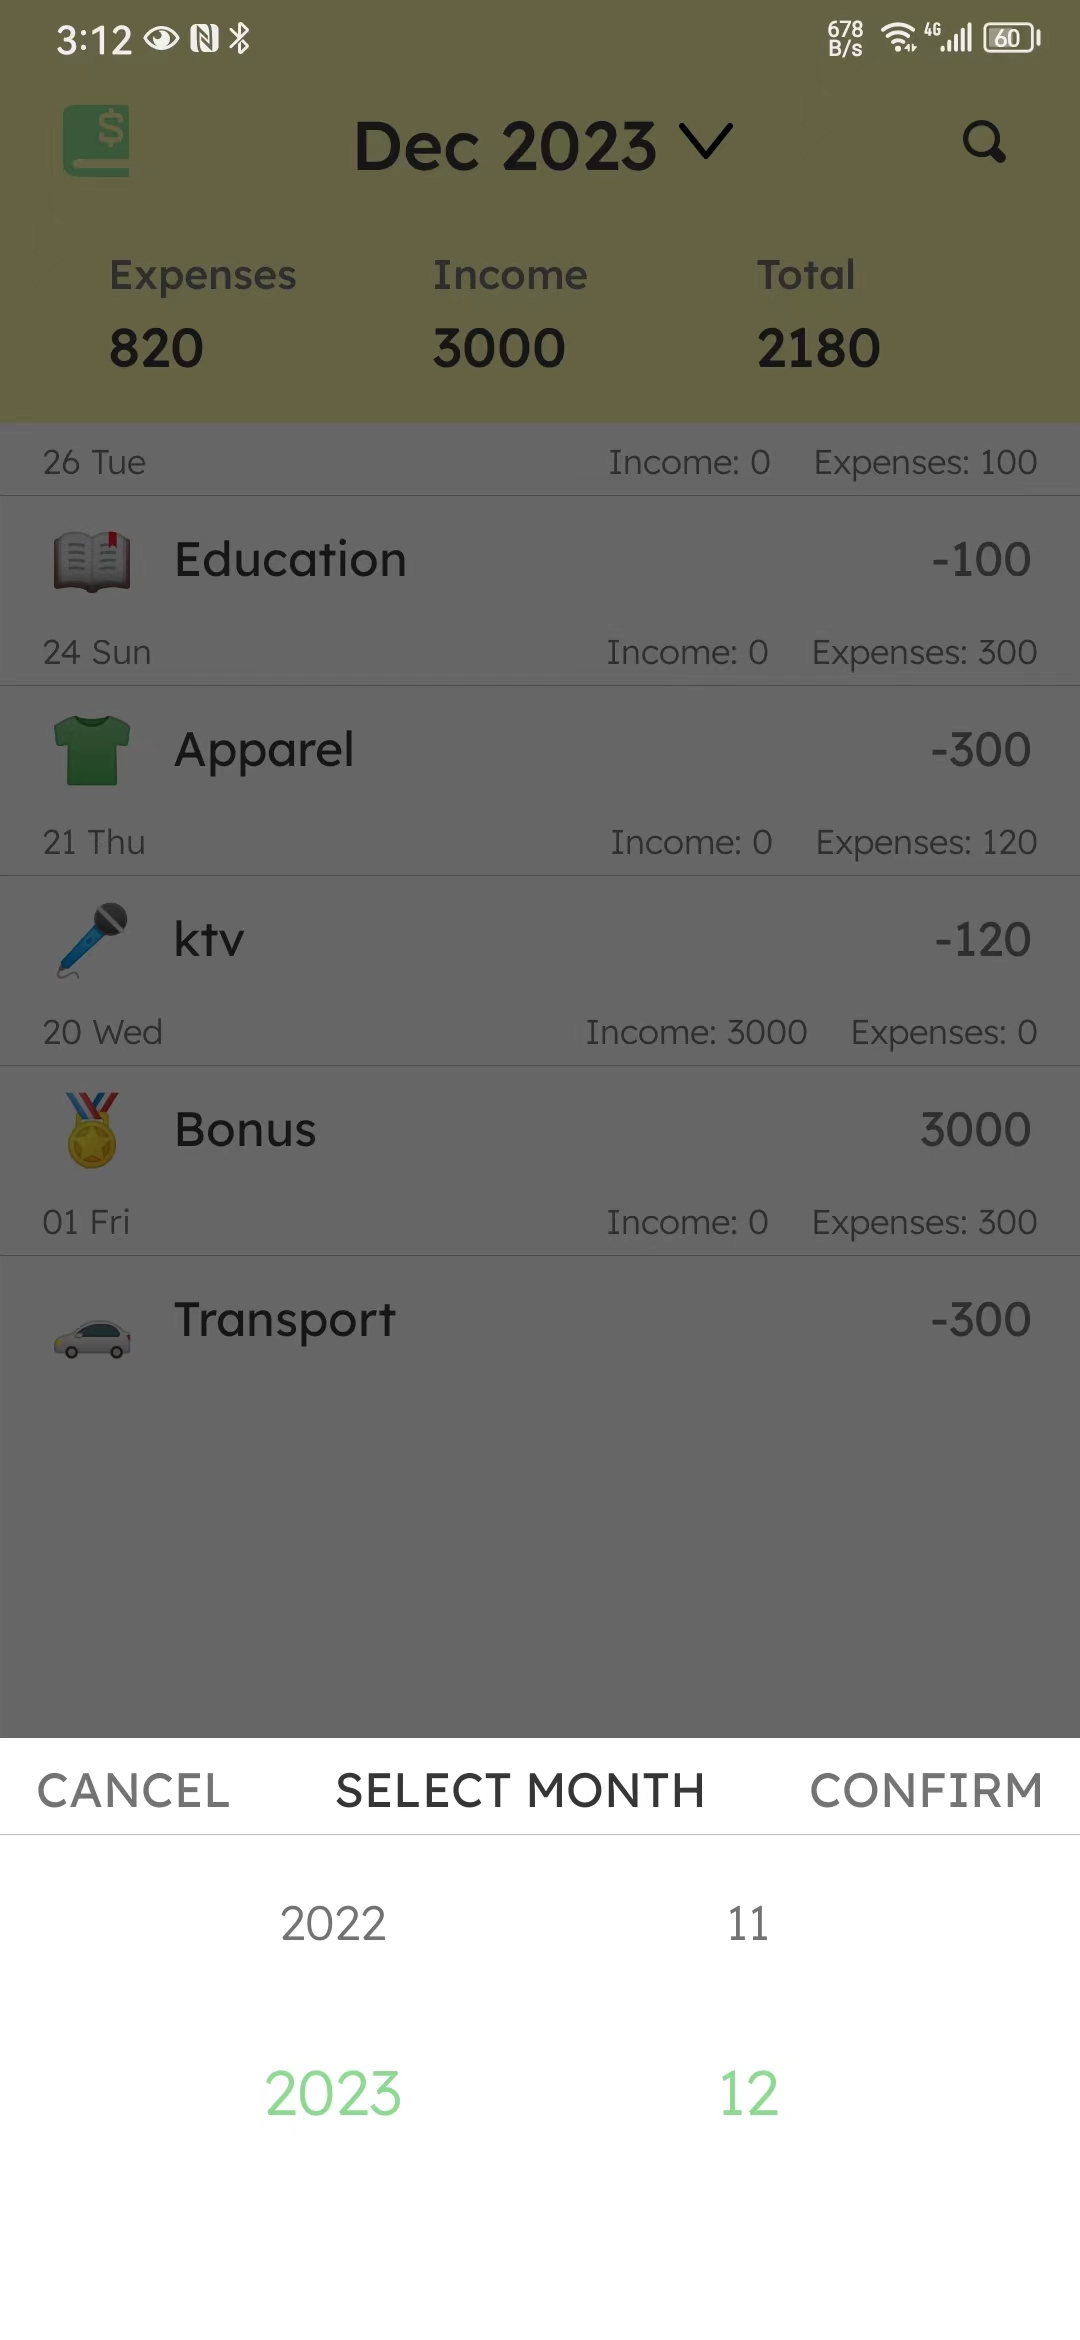 3:12 678 B/s 4G 60
$
Dec 2023
Expenses Income Total
820 3000 2180
26 Tue Income: 0 Expenses: 100
Education -100
24 Sun Income: 0 Expenses: 300
Apparel -300
21 Thu Income: 0 Expenses: 120
ktv -120
20 Wed Income: 3000 Expenses: 0
Bonus 3000
01 Fri Income: 0 Expenses: 300
Transport -300
CANCEL SELECT MONTH CONFIRM
2022 11
2023 12